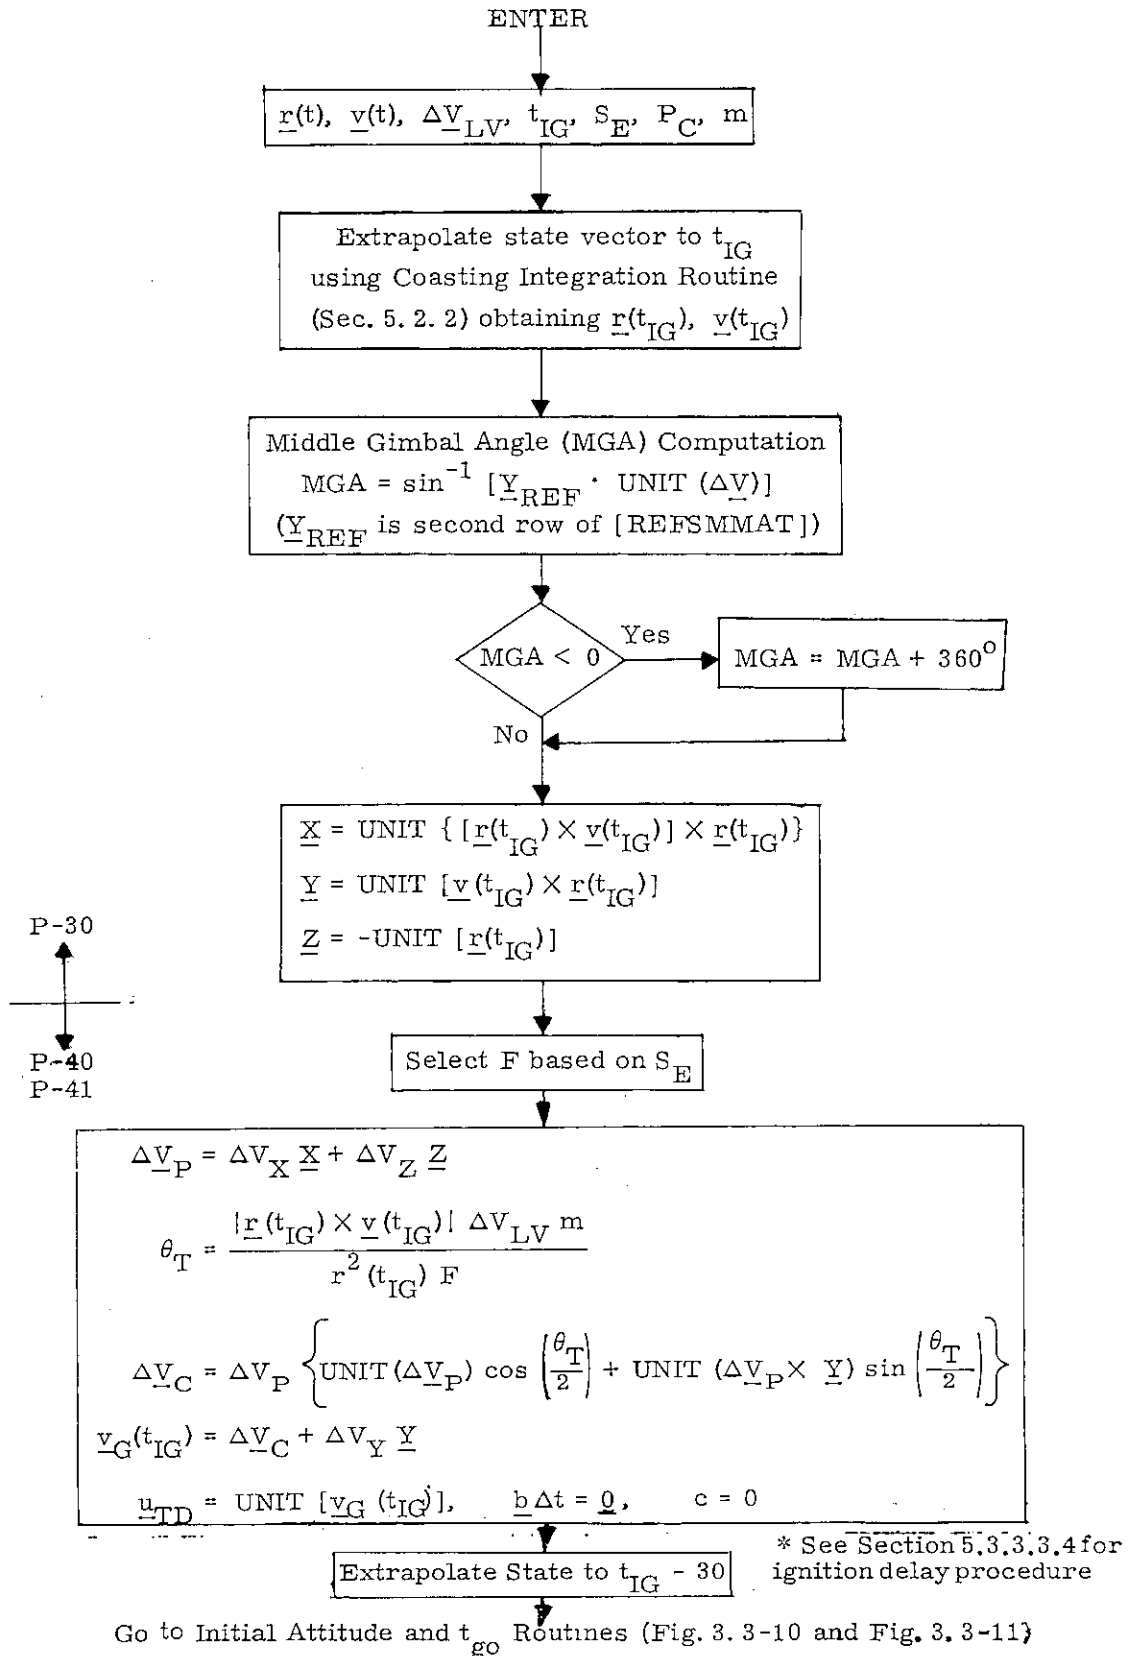 ENTER
r(t), v(t), ΔV_LV, t_IG, S_E, P_C, m
Extrapolate state vector to t_IG
using Coasting Integration Routine
(Sec. 5.2.2) obtaining r(t_IG), v(t_IG)
Middle Gimbal Angle (MGA) Computation
MGA = sin^-1 [Y_REF · UNIT (ΔV)]
(Y_REF is second row of [REFSMMAT])
MGA < 0
Yes
MGA = MGA + 360°
No
X = UNIT {[r(t_IG) × v(t_IG)] × r(t_IG)}
Y = UNIT [v(t_IG) × r(t_IG)]
Z = -UNIT [r(t_IG)]
P-30
P-40
P-41
Select F based on S_E
ΔV_P = ΔV_X X + ΔV_Z Z
θ_T = |r(t_IG) × v(t_IG)| ΔV_LV m / r^2(t_IG) F
ΔV_C = ΔV_P {UNIT(ΔV_P) cos (θ_T/2) + UNIT (ΔV_P × Y) sin (θ_T/2)}
v_G(t_IG) = ΔV_C + ΔV_Y Y
u_TD = UNIT [v_G (t_IG)], b Δt = 0, c = 0
Extrapolate State to t_IG - 30
* See Section 5.3.3.3.4 for
ignition delay procedure
Go to Initial Attitude and t_go Routines (Fig. 3.3-10 and Fig. 3.3-11)